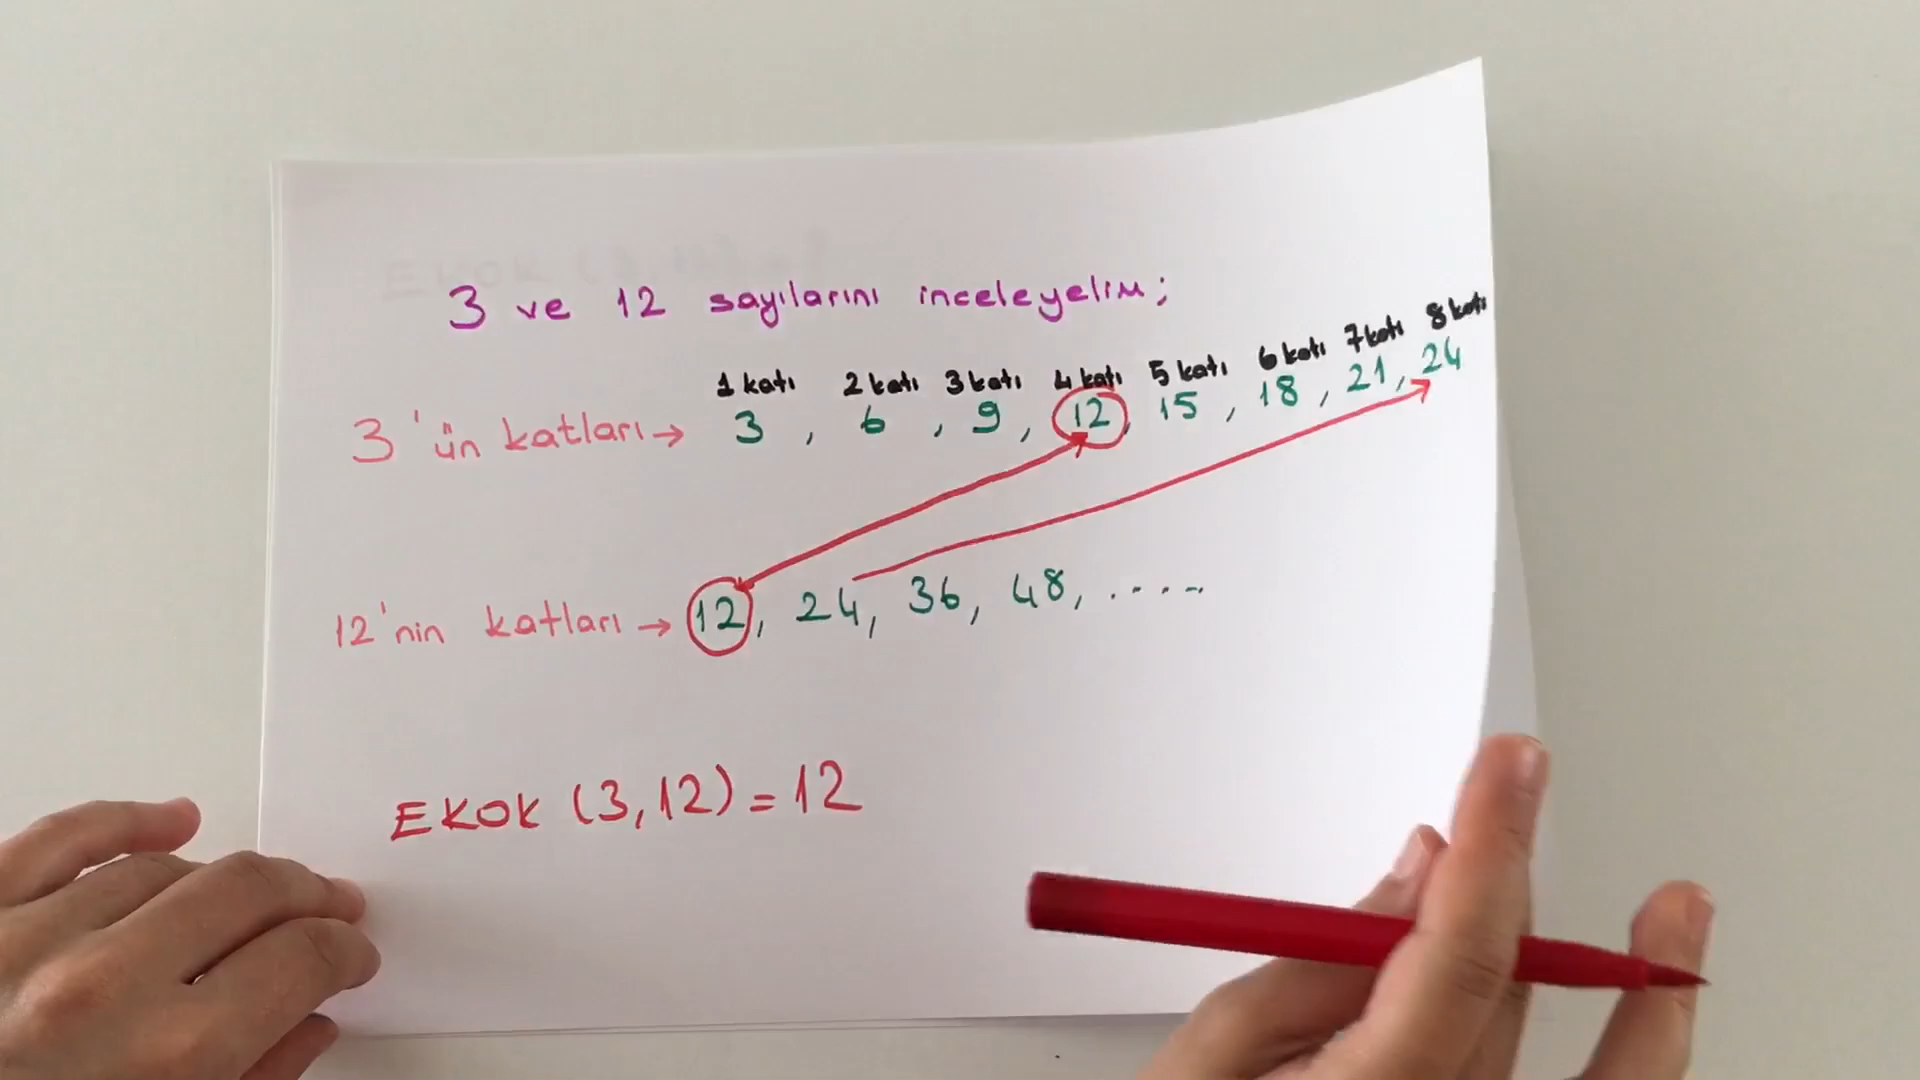 3 ve 12 sayılarını inceleyelim;
1 katı 2 katı 3 katı 4 katı 5 katı 6 katı 7 katı 8 katı
3'ün katları → 3, 6, 9, 12, 15, 18, 21, 24
12'nin katları → 12, 24, 36, 48, .....
EKOK (3,12) = 12